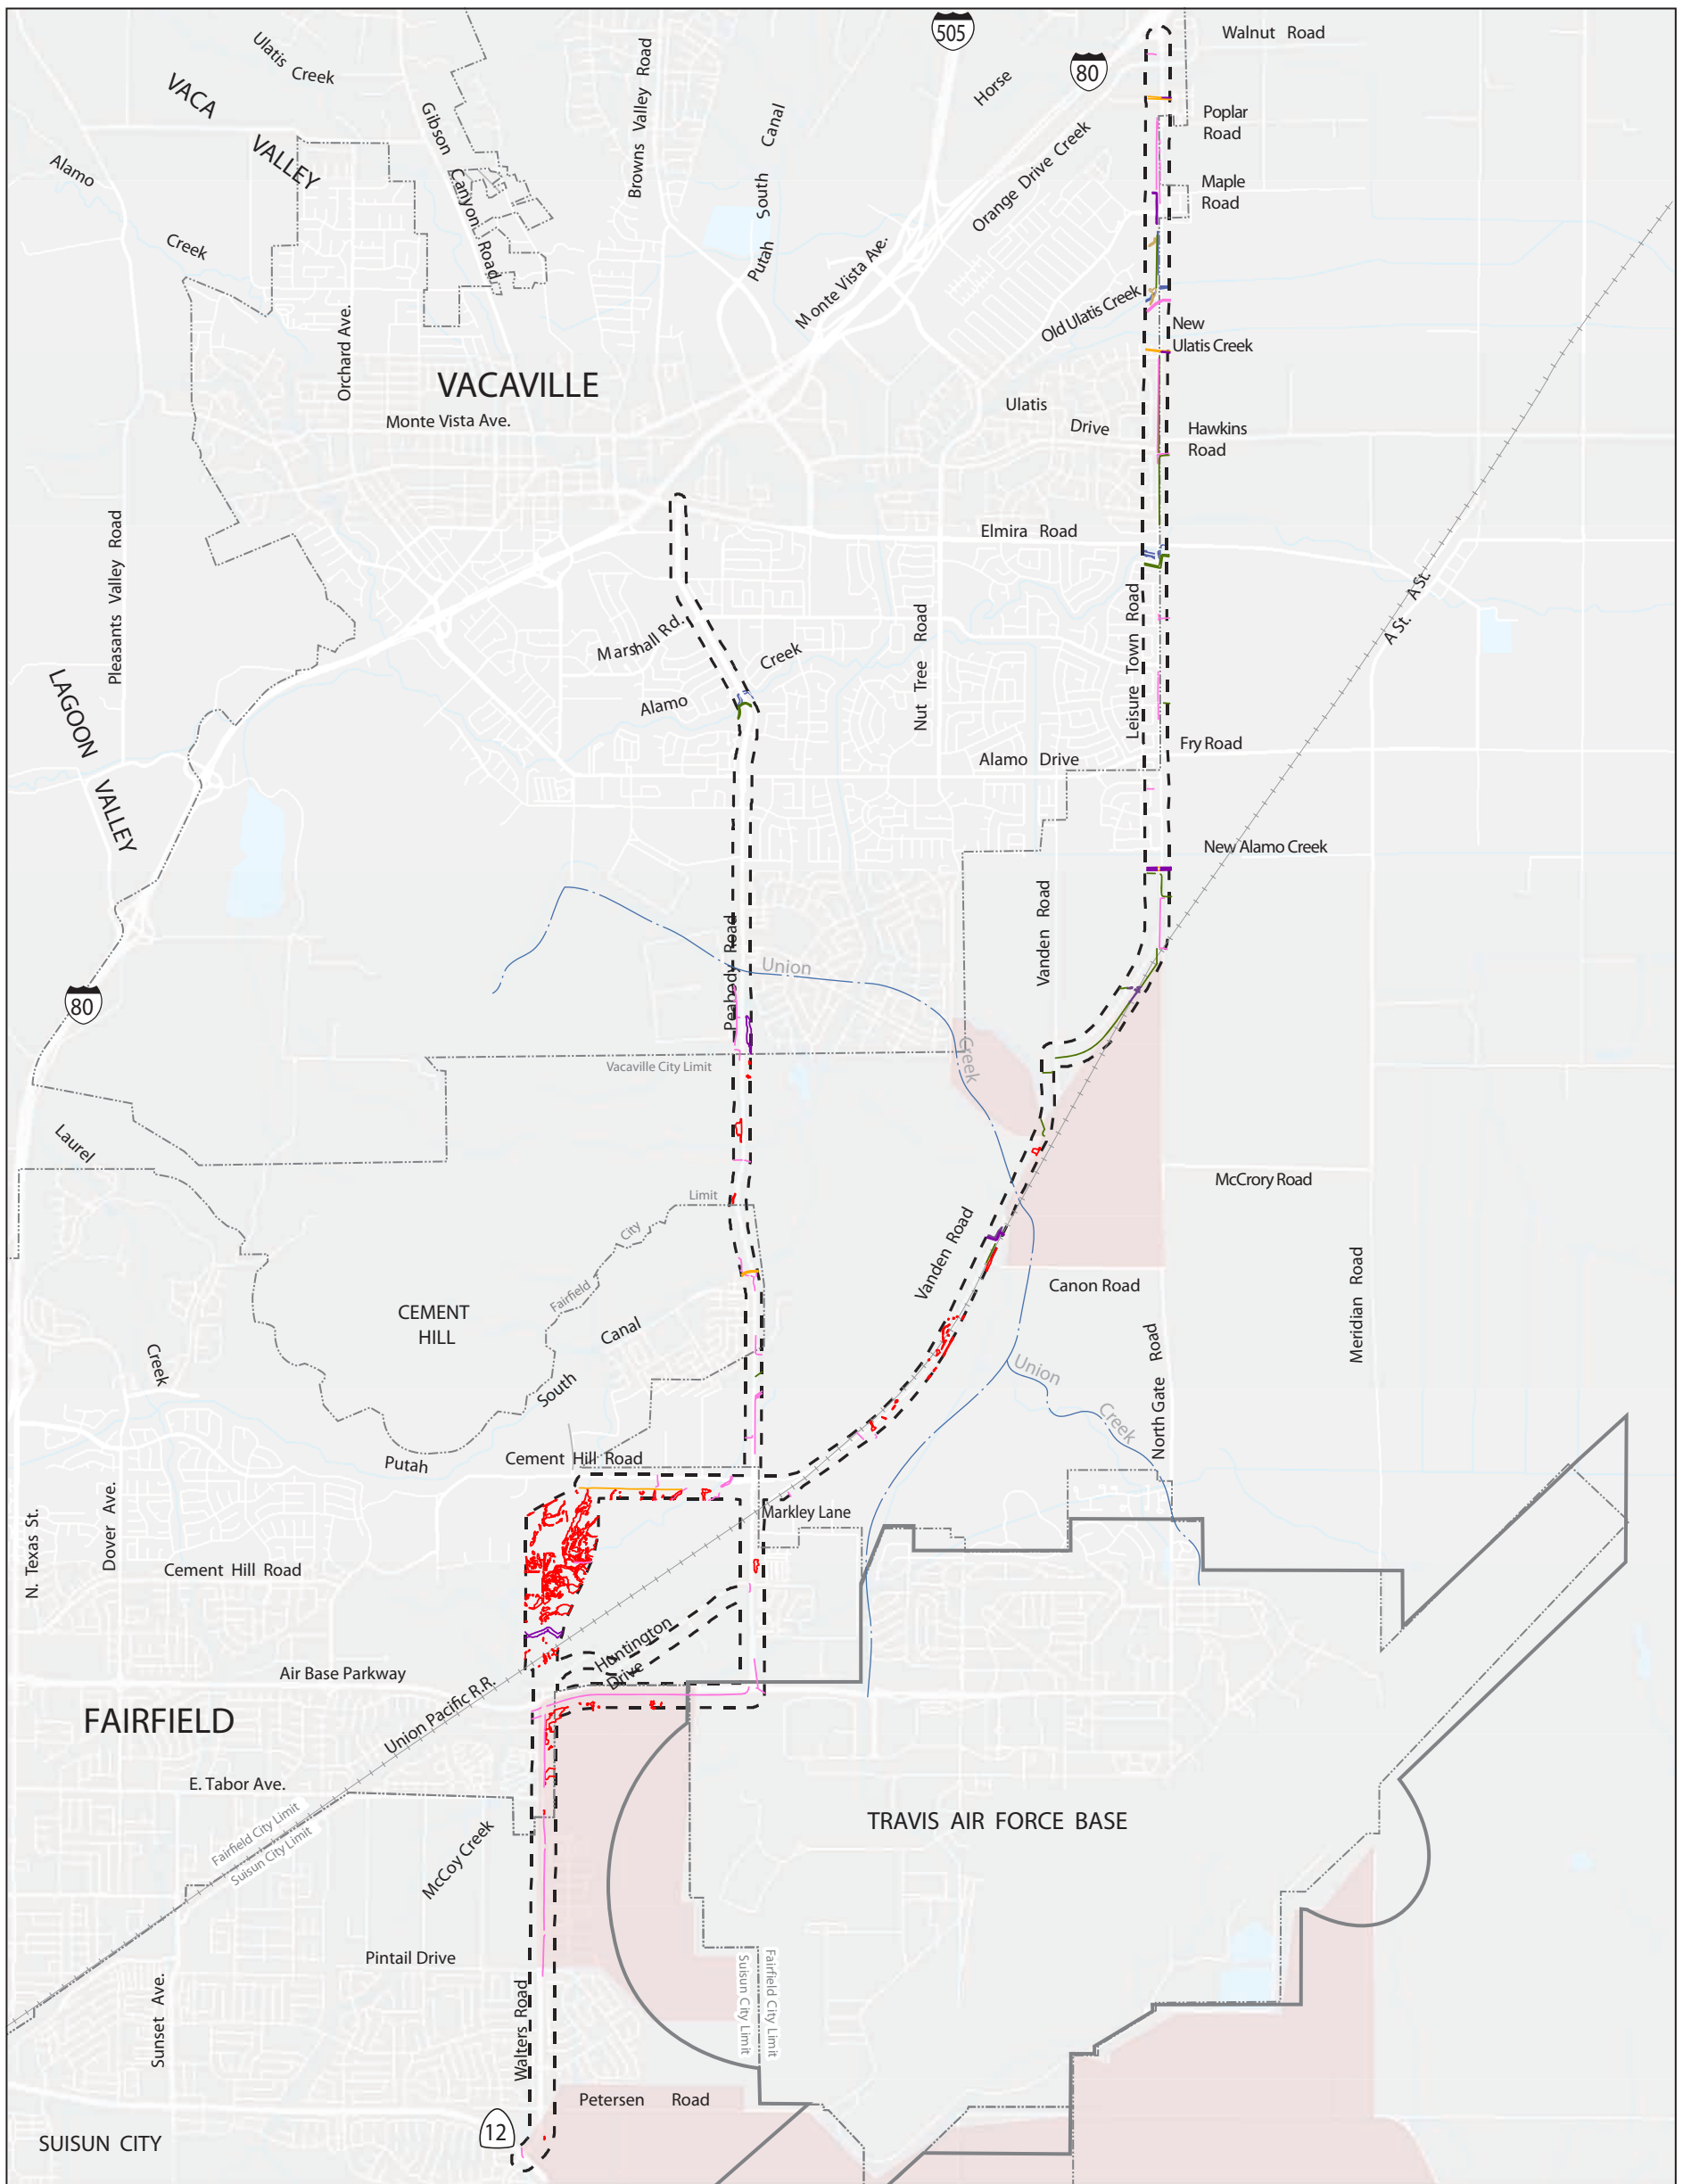 505
Walnut Road
Ulatis Creek
80
VACA
VALLEY
Horse
Gibson Canyon Road
Browns Valley Road
Putah South Canal
Poplar
Road
Orange Drive Creek
Alamo
Creek
Maple
Road
Monte Vista Ave.
Old Ulatis Creek
Orchard Ave.
New
Ulatis Creek
VACAVILLE
Monte Vista Ave.
Ulatis
Drive
Hawkins
Road
Pleasants Valley Road
Elmira Road
A St.
A St.
Marshall Rd.
Nut Tree Road
Leisure Town Road
Alamo
Creek
LAGOON
VALLEY
Fry Road
Alamo Drive
New Alamo Creek
Vanden Road
Peabody Road
Union
Creek
80
Vacaville City Limit
Laurel
Creek
McCrory Road
Fairfield
City
Limit
Vanden Road
Canon Road
Meridian Road
CEMENT
HILL
Putah
South
Canal
Union
Creek
North Gate Road
Cement Hill Road
Markley Lane
N. Texas St.
Dover Ave.
Cement Hill Road
Huntington
Drive
Air Base Parkway
Union Pacific R.R.
FAIRFIELD
E. Tabor Ave.
Fairfield City Limit
Suisun City Limit
TRAVIS AIR FORCE BASE
McCoy Creek
Pintail Drive
Sunset Ave.
Walters Road
Suisun City Limit
Fairfield City Limit
Petersen Road
12
SUISUN CITY